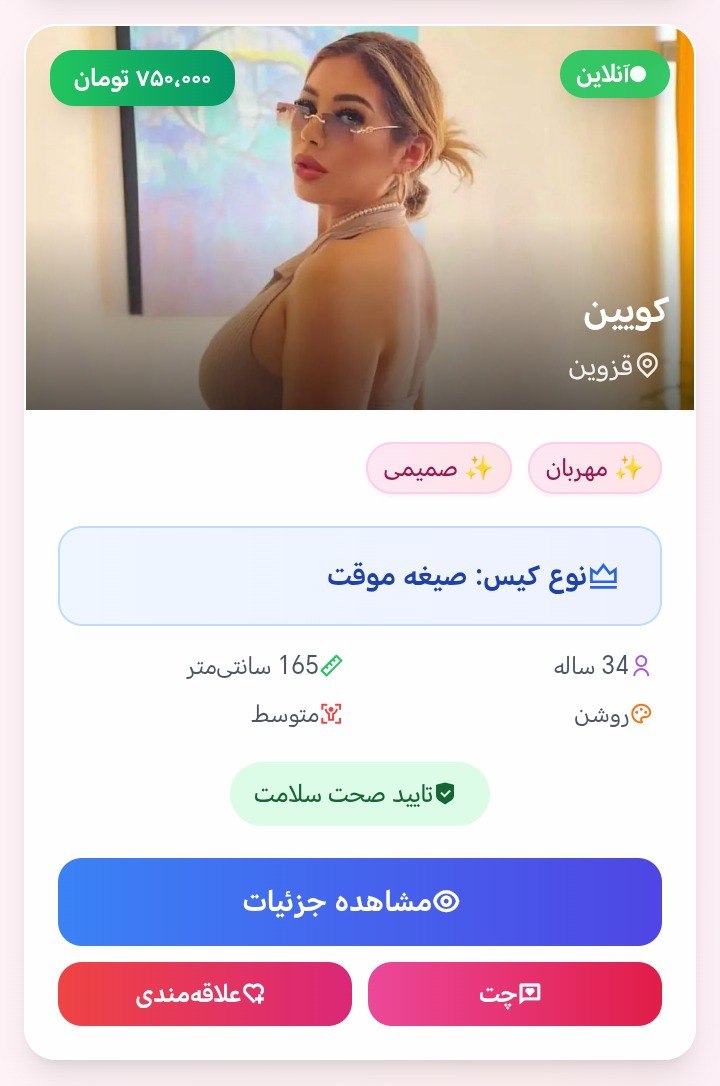 آنلاین
۷۵۰,۰۰۰ تومان
کویین
قزوین
✨ مهربان ✨ صمیمی
نوع کیس: صیغه موقت
34 ساله 165 سانتی‌متر
روشن متوسط
تایید صحت سلامت
مشاهده جزئیات
چت علاقه‌مندی